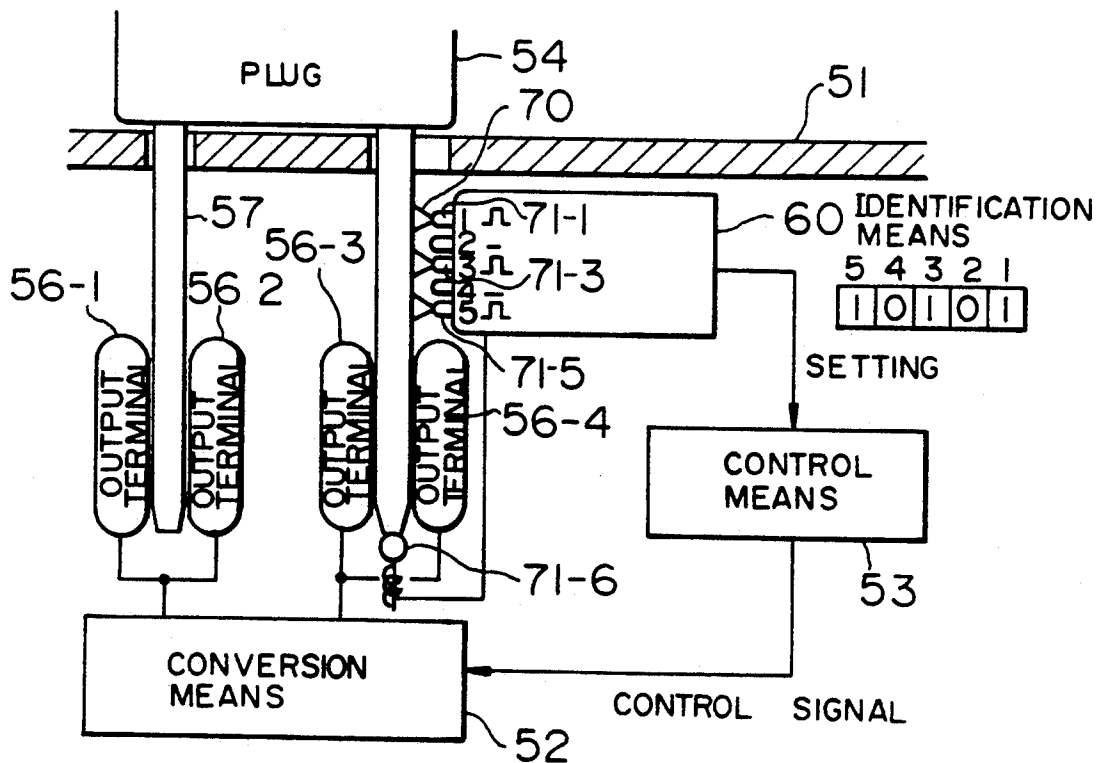 PLUG
54
51
70
57
1
2
3
4
5
71-1
71-3
71-5
60
IDENTIFICATION
MEANS
5 4 3 2 1
1 0 1 0 1
56-1
56 2
56-3
56-4
OUTPUT
TERMINAL
OUTPUT
TERMINAL
OUTPUT
TERMINAL
OUTPUT
TERMINAL
SETTING
CONTROL
MEANS
53
71-6
CONVERSION
MEANS
52
CONTROL SIGNAL